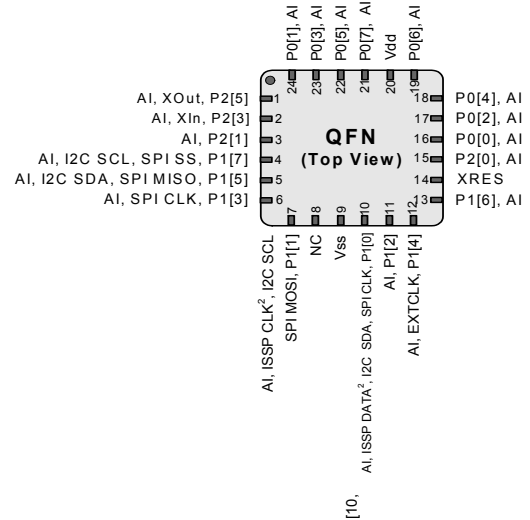 P0[1], AI
P0[3], AI
P0[5], AI
P0[7], AI
Vdd
P0[6], AI
24
23
22
21
20
19
AI, XOut, P2[5]
1
AI, XIn, P2[3]
2
AI, P2[1]
3
AI, I2C SCL, SPI SS, P1[7]
4
AI, I2C SDA, SPI MISO, P1[5]
5
AI, SPI CLK, P1[3]
6
QFN
(Top View)
18
P0[4], AI
17
P0[2], AI
16
P0[0], AI
15
P2[0], AI
14
XRES
13
P1[6], AI
7
8
9
10
11
12
AI, ISSP CLK², I2C SCL
SPI MOSI, P1[1]
NC
Vss
AI, ISSP DATA², I2C SDA, SPI CLK, P1[0]
AI, P1[2]
AI, EXTCLK, P1[4]
[10,